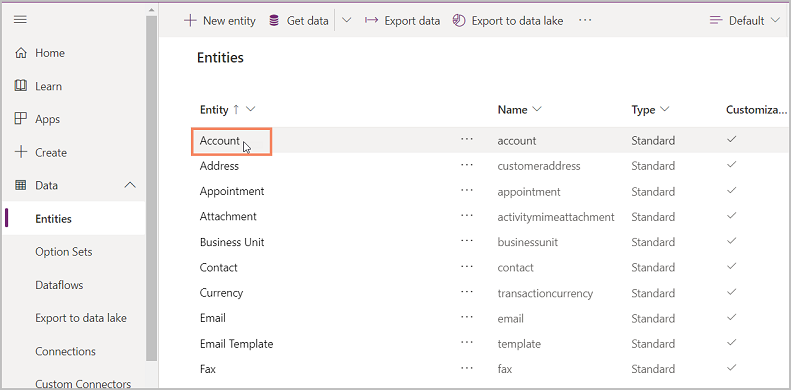 New entity Get data Export data Export to data lake ··· Default
Home
Learn
Apps
Create
Data
Entities
Option Sets
Dataflows
Export to data lake
Connections
Custom Connectors
Entities
Entity ↑ Name Type Customiza...
Account ··· account Standard
Address ··· customeraddress Standard
Appointment ··· appointment Standard
Attachment ··· activitymimeattachment Standard
Business Unit ··· businessunit Standard
Contact ··· contact Standard
Currency ··· transactioncurrency Standard
Email ··· email Standard
Email Template ··· template Standard
Fax ··· fax Standard